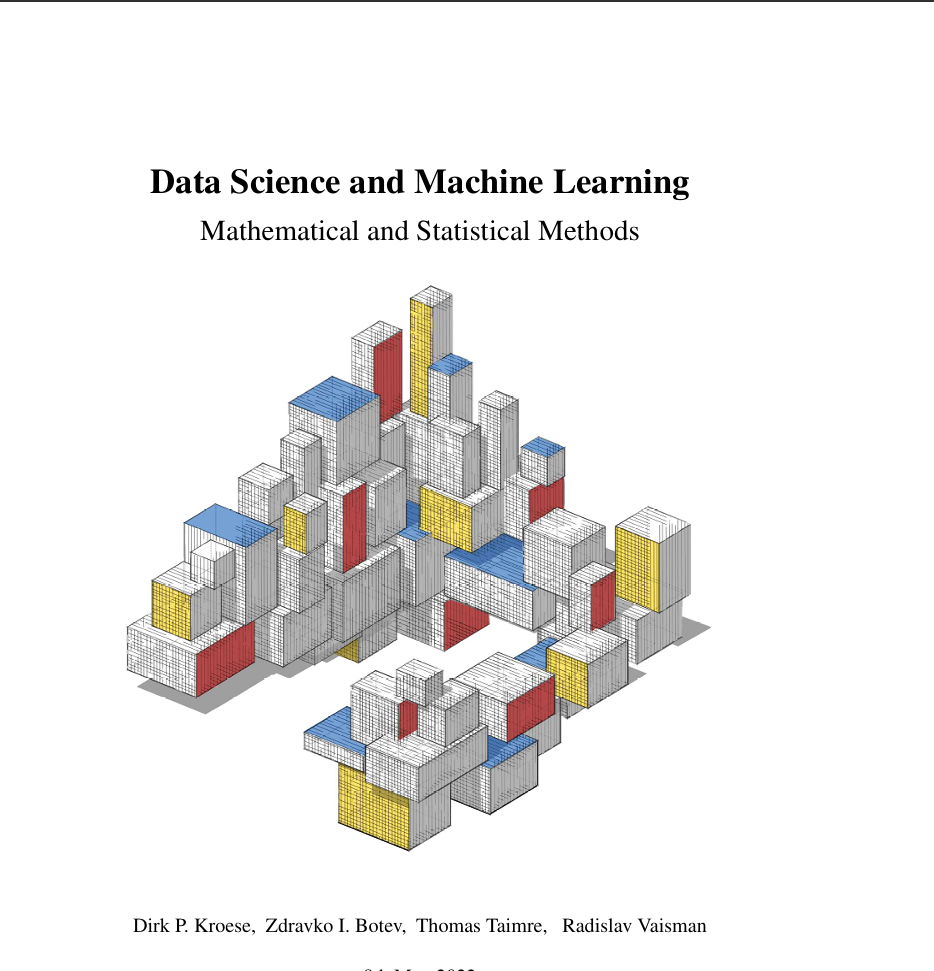 Data Science and Machine Learning
Mathematical and Statistical Methods
Dirk P. Kroese, Zdravko I. Botev, Thomas Taimre, Radislav Vaisman